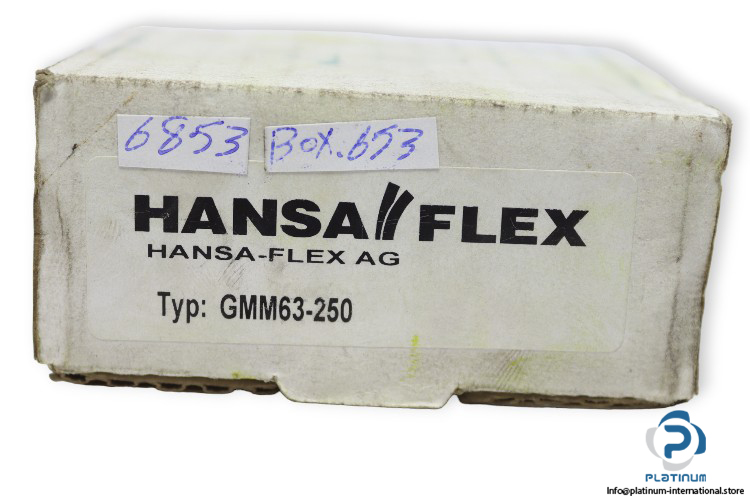 6853 Box.653
HANSA FLEX
HANSA-FLEX AG
Typ: GMM63-250
PLATINUM
Info@platinum-international.store